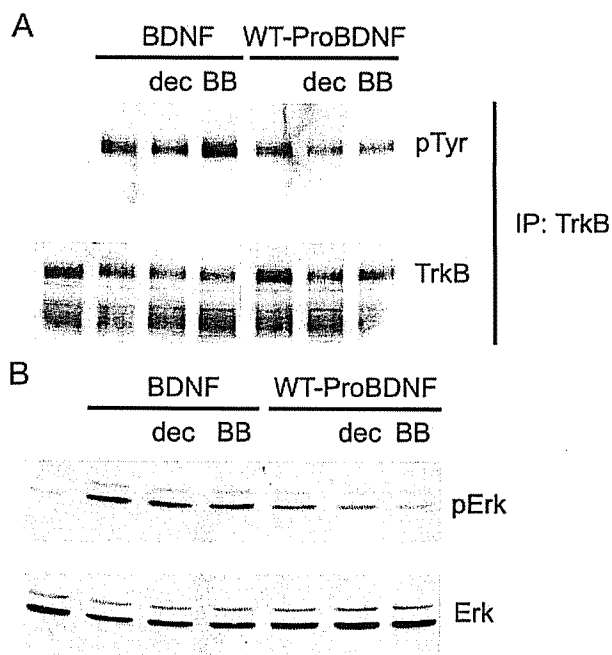 A
BDNF WT-ProBDNF
dec BB dec BB
pTyr
IP: TrkB
TrkB
B
BDNF WT-ProBDNF
dec BB dec BB
pErk
Erk